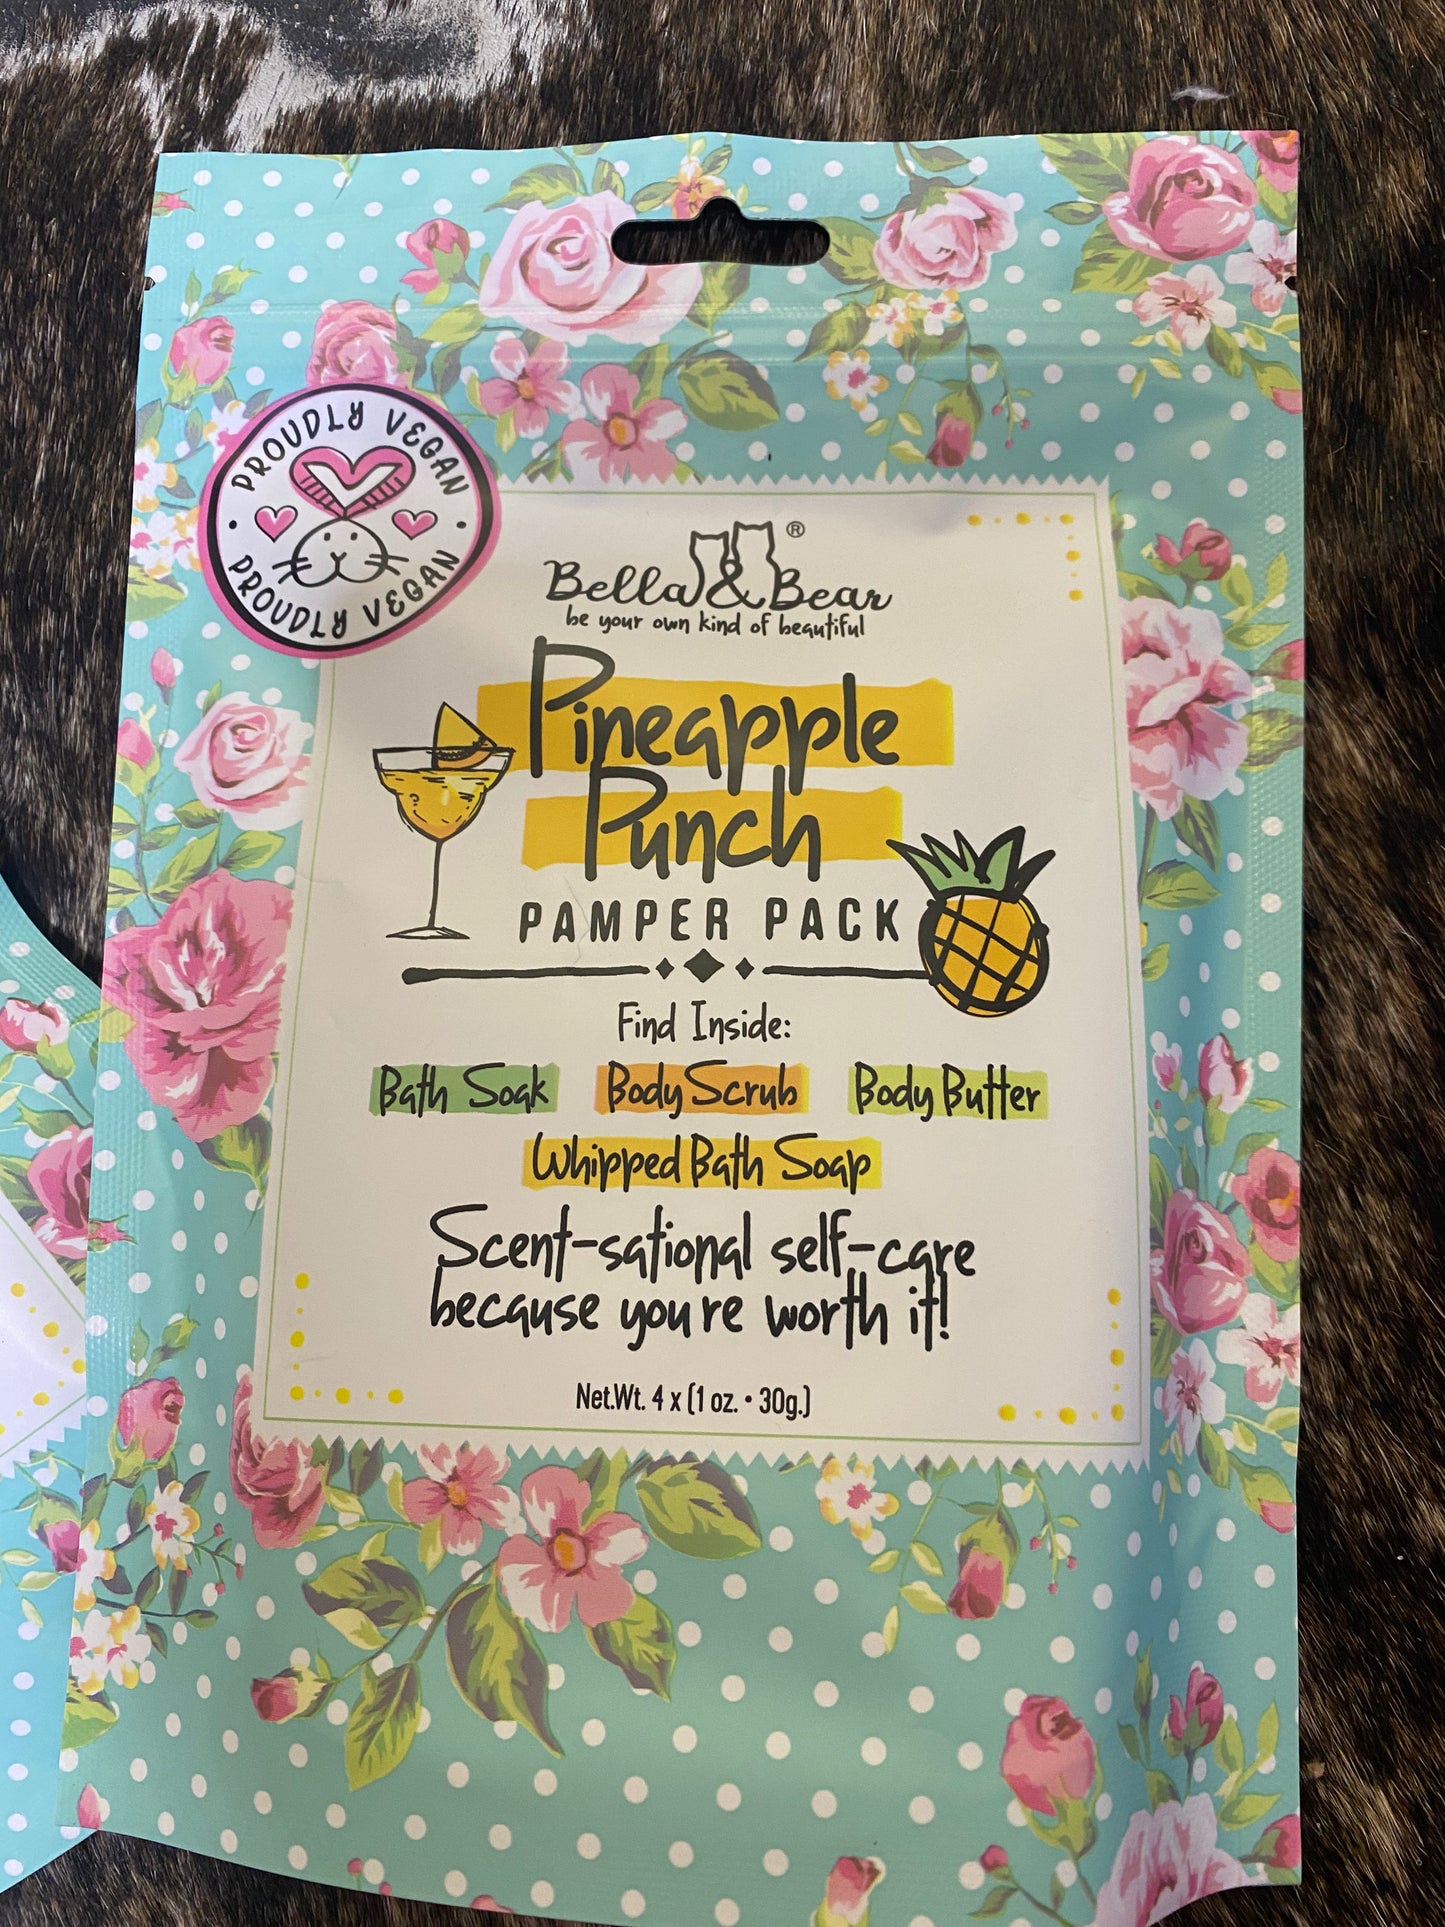 PROUDLY VEGAN
PROUDLY VEGAN
Bella & Bear ®
be your own kind of beautiful
Pineapple
Punch
PAMPER PACK
Find Inside:
Bath Soak Body Scrub Body Butter
Whipped Bath Soap
Scent-sational self-care
because you're worth it!
Net.Wt. 4 x (1 oz. • 30g.)